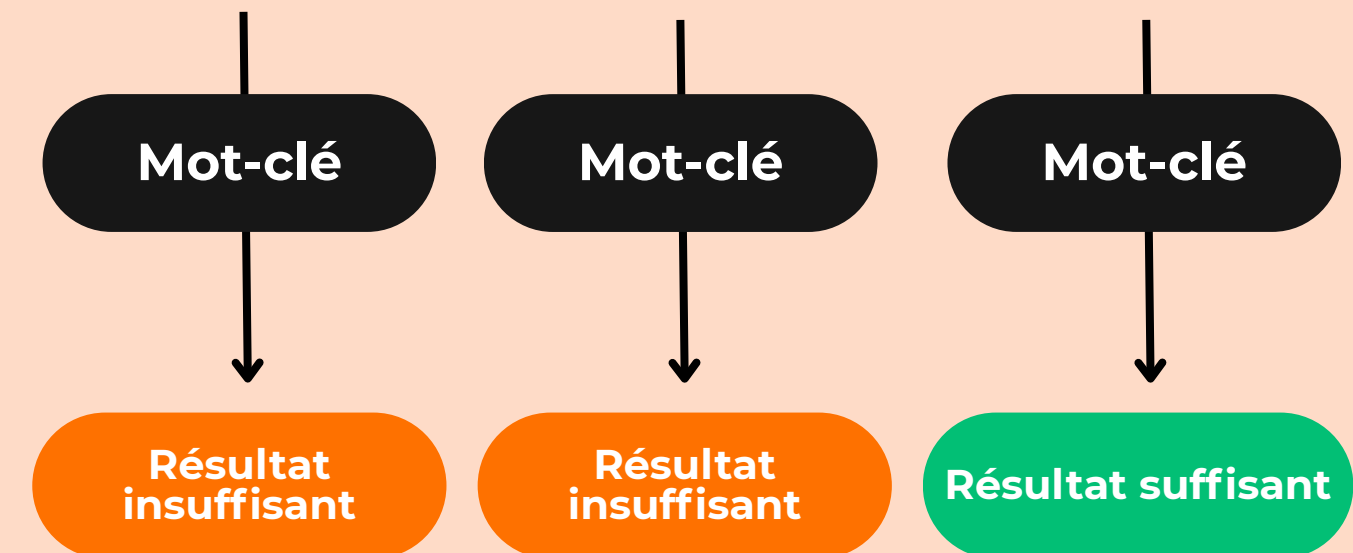 Mot-clé
Mot-clé
Mot-clé
Résultat
insuffisant
Résultat
insuffisant
Résultat suffisant